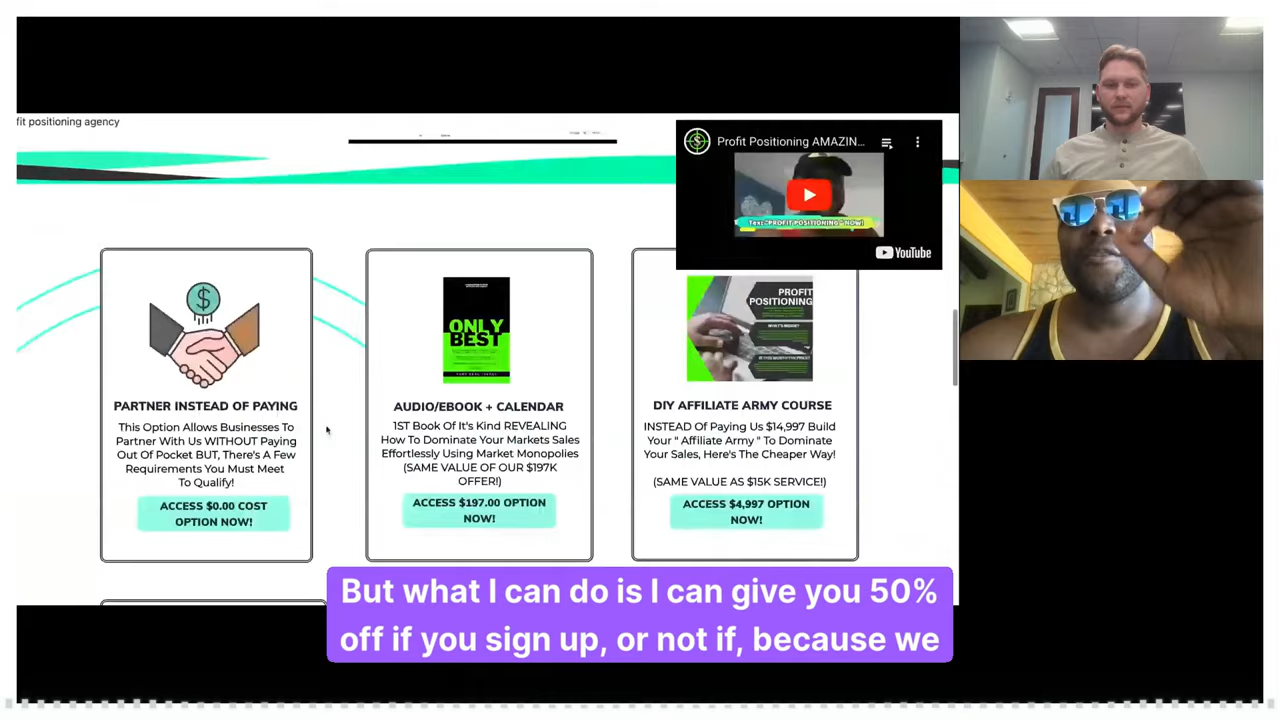 fit positioning agency
Profit Positioning AMAZIN...
Text "PROFIT POSITIONING" NOW!
YouTube
PARTNER INSTEAD OF PAYING
This Option Allows Businesses To
Partner With Us WITHOUT Paying
Out Of Pocket BUT, There's A Few
Requirements You Must Meet
To Qualify!
ACCESS $0.00 COST
OPTION NOW!
ONLY
BEST
AUDIO/EBOOK + CALENDAR
1ST Book Of It's Kind REVEALING
How To Dominate Your Markets Sales
Effortlessly Using Market Monopolies
(SAME VALUE OF OUR $197K
OFFER!)
ACCESS $197.00 OPTION
NOW!
PROFIT
POSITIONING
DIY AFFILIATE ARMY COURSE
INSTEAD Of Paying Us $14,997 Build
Your " Affiliate Army " To Dominate
Your Sales, Here's The Cheaper Way!
(SAME VALUE AS $15K SERVICE!)
ACCESS $4,997 OPTION
NOW!
But what I can do is I can give you 50%
off if you sign up, or not if, because we